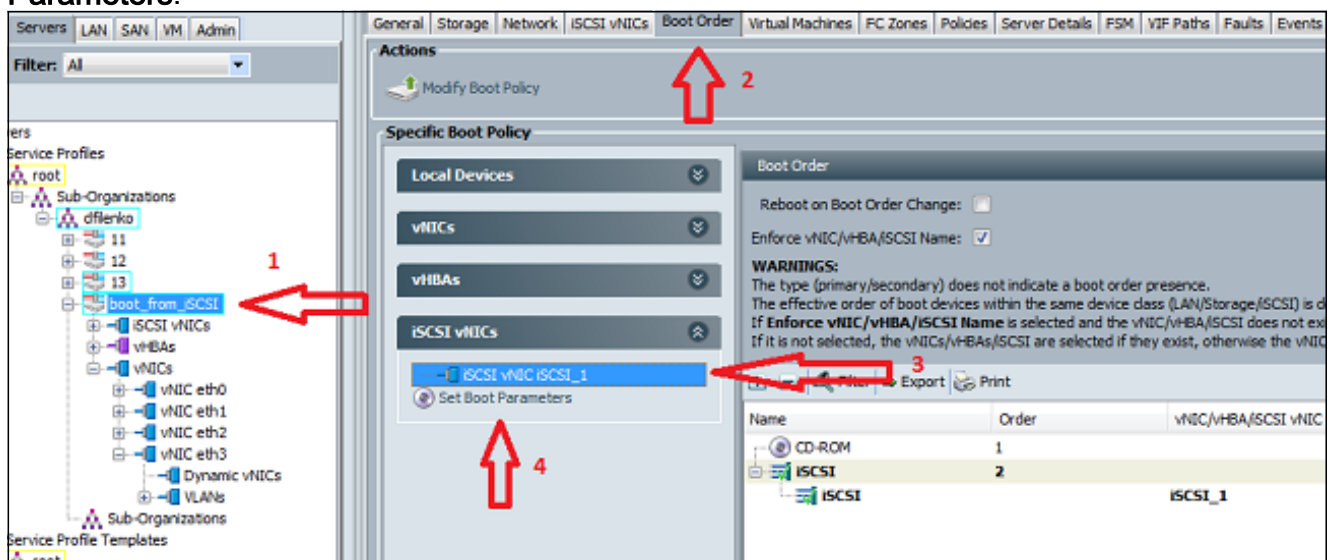 Parameters.
Servers LAN SAN VM Admin
Filter: All
ers
Service Profiles
root
Sub-Organizations
dfilenko
11
12
13
boot_from_iSCSI
iSCSI vNICs
vHBAs
vNICs
vNIC eth0
vNIC eth1
vNIC eth2
vNIC eth3
Dynamic vNICs
VLANs
Sub-Organizations
Service Profile Templates
root
1
General Storage Network iSCSI vNICs Boot Order Virtual Machines FC Zones Policies Server Details FSM VIF Paths Faults Events
Actions
Modify Boot Policy
2
Specific Boot Policy
Local Devices
vNICs
vHBAs
iSCSI vNICs
iSCSI vNIC iSCSI_1
Set Boot Parameters
3
4
Boot Order
Reboot on Boot Order Change:
Enforce vNIC/vHBA/iSCSI Name:
WARNINGS:
The type (primary/secondary) does not indicate a boot order presence.
The effective order of boot devices within the same device class (LAN/Storage/iSCSI) is d
If Enforce vNIC/vHBA/iSCSI Name is selected and the vNIC/vHBA/iSCSI does not ex
If it is not selected, the vNICs/vHBAs/iSCSI are selected if they exist, otherwise the vNIC
Filter Export Print
Name Order vNIC/vHBA/iSCSI vNIC
CD-ROM 1
iSCSI 2
iSCSI iSCSI_1